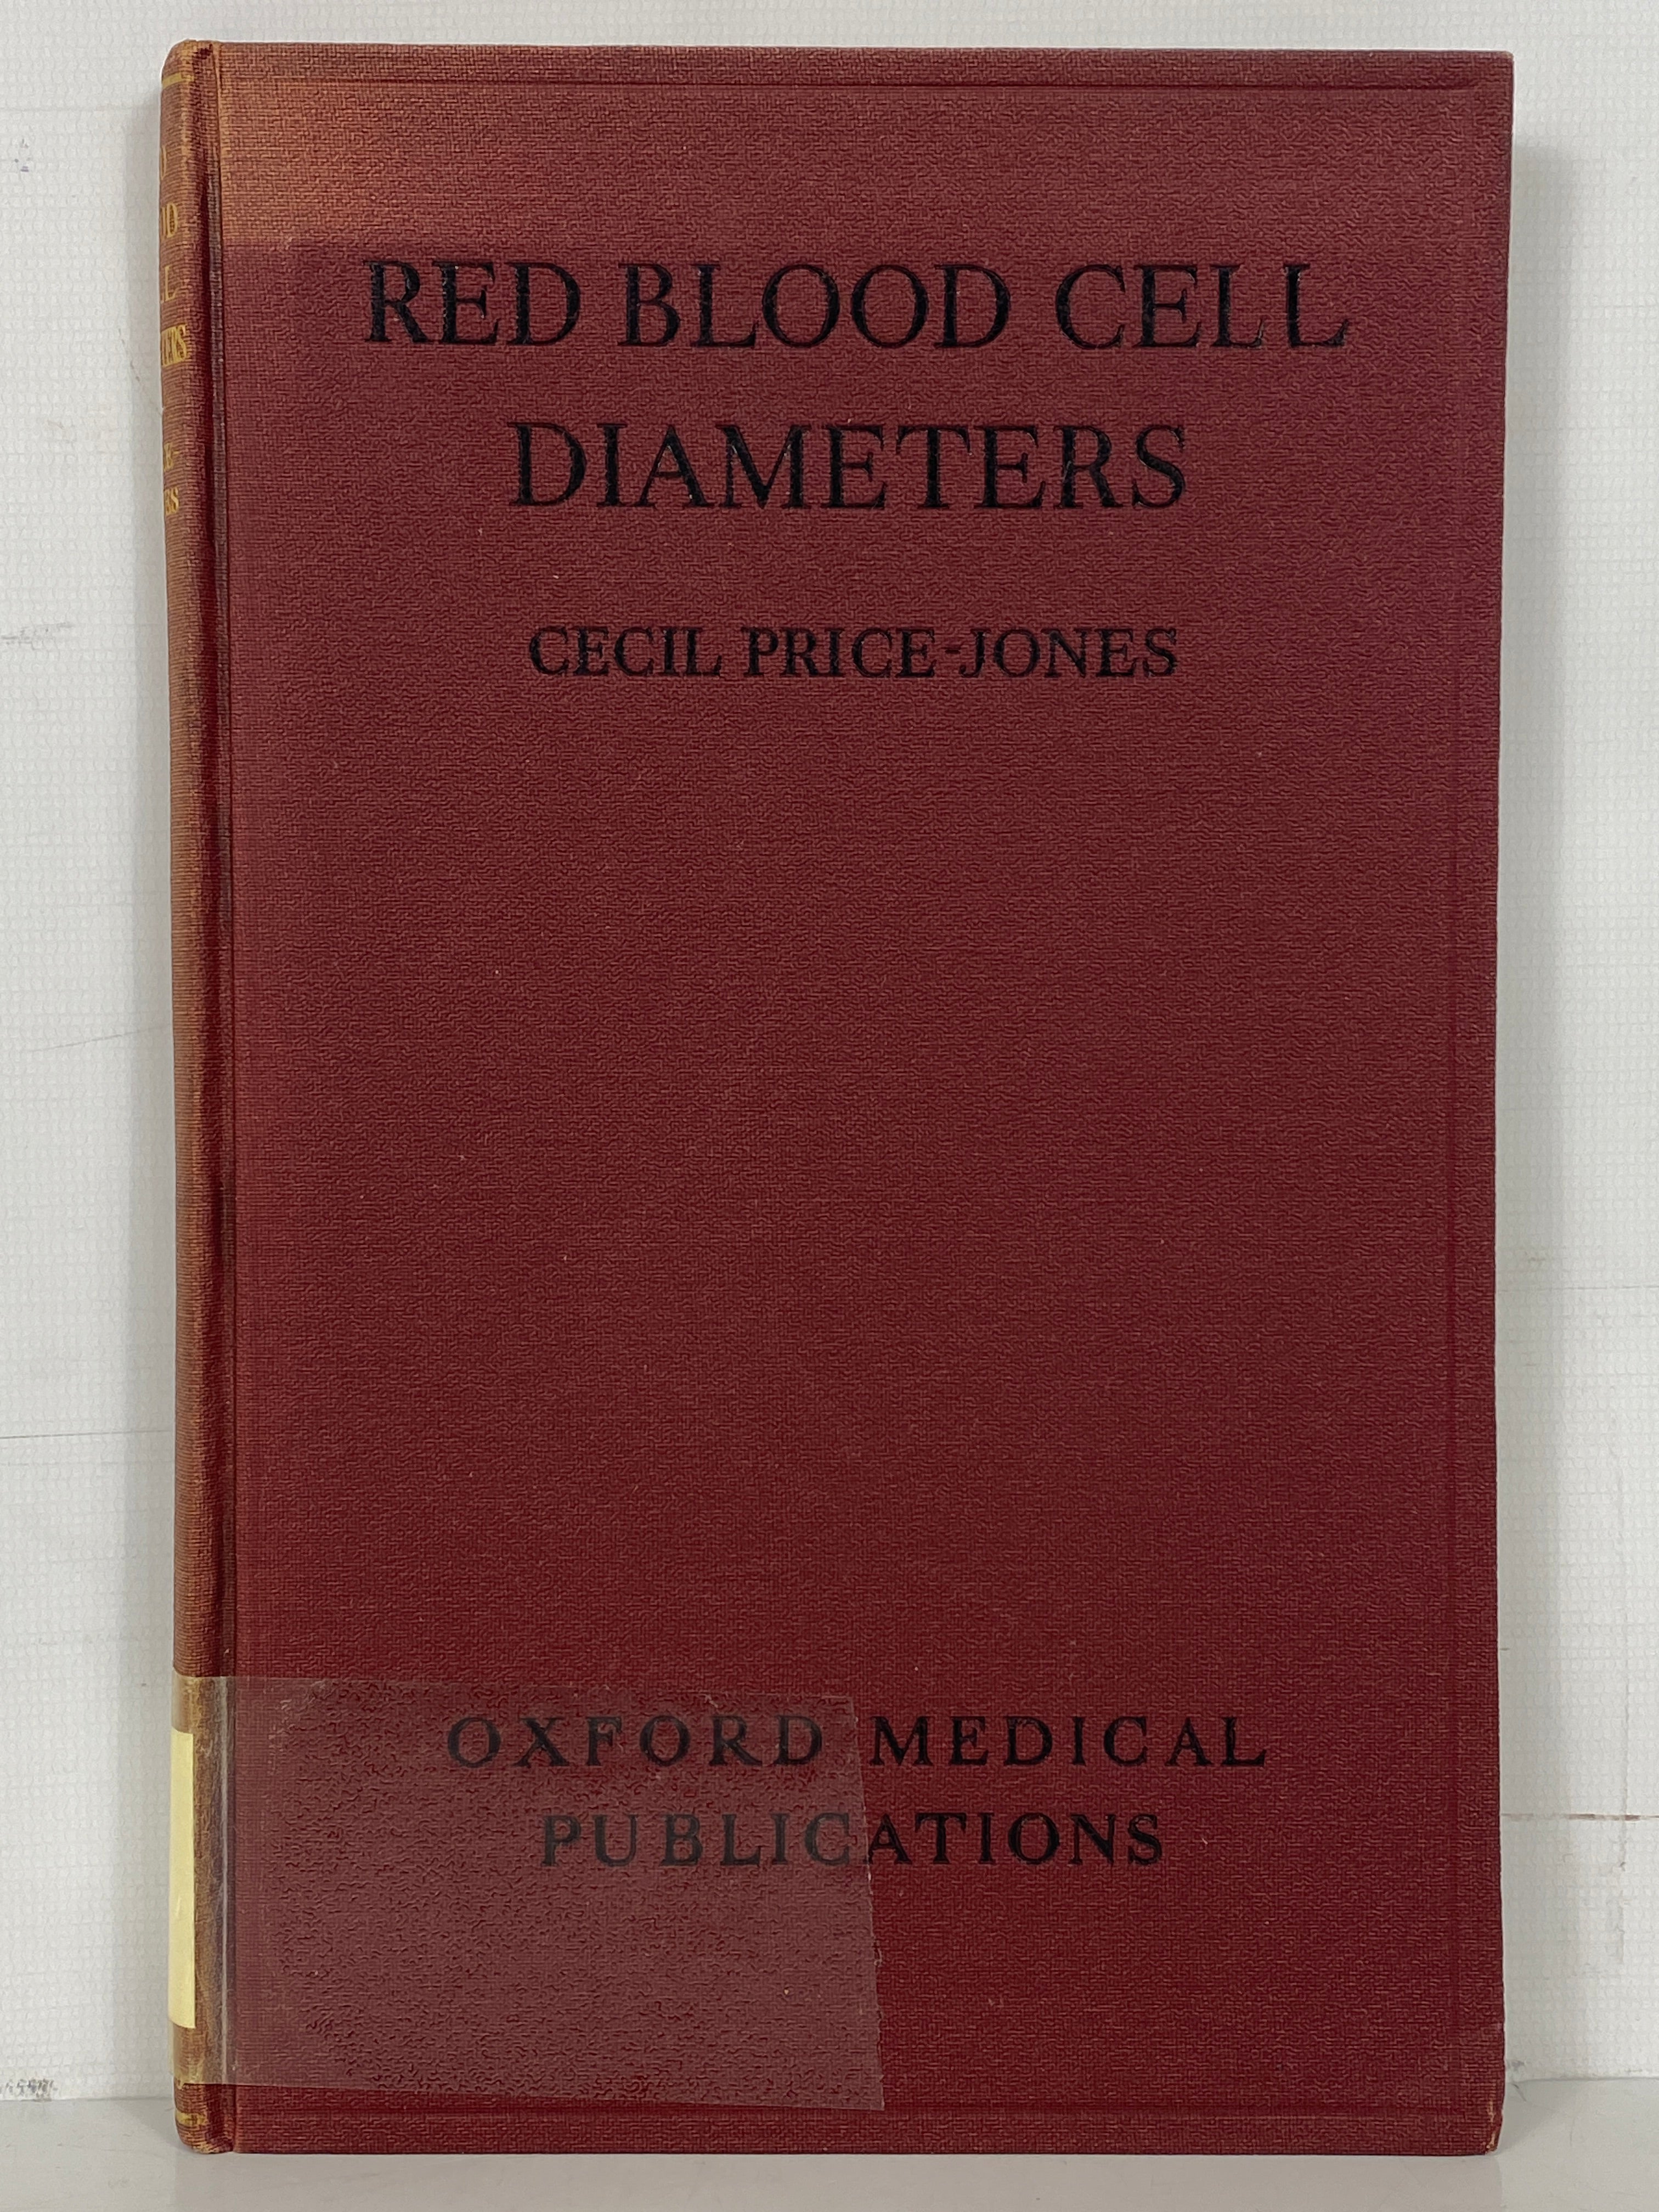 RED BLOOD CELL
DIAMETERS
CECIL PRICE-JONES
OXFORD MEDICAL
PUBLICATIONS